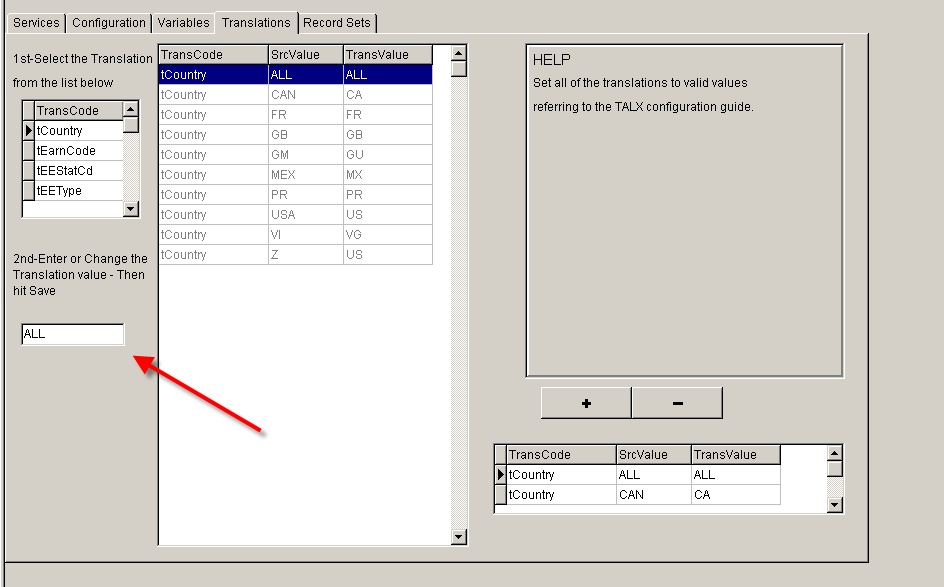 Services Configuration Variables Translations Record Sets
1st-Select the Translation
from the list below
TransCode
tCountry
tEarnCode
tEEStatCd
tEEType
2nd-Enter or Change the
Translation value - Then
hit Save
ALL
TransCode SrcValue TransValue
tCountry ALL ALL
tCountry CAN CA
tCountry FR FR
tCountry GB GB
tCountry GM GU
tCountry MEX MX
tCountry PR PR
tCountry USA US
tCountry VI VG
tCountry Z US
HELP
Set all of the translations to valid values
referring to the TALX configuration guide.
+ -
TransCode SrcValue TransValue
tCountry ALL ALL
tCountry CAN CA